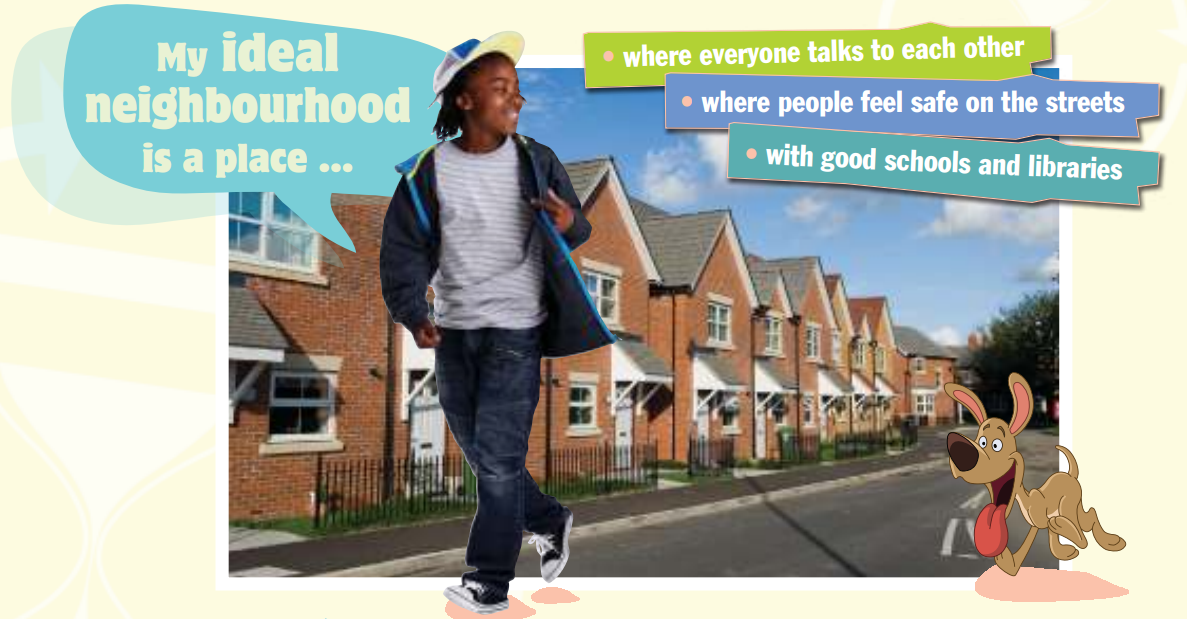 My ideal
neighbourhood
is a place ...
• where everyone talks to each other
• where people feel safe on the streets
• with good schools and libraries